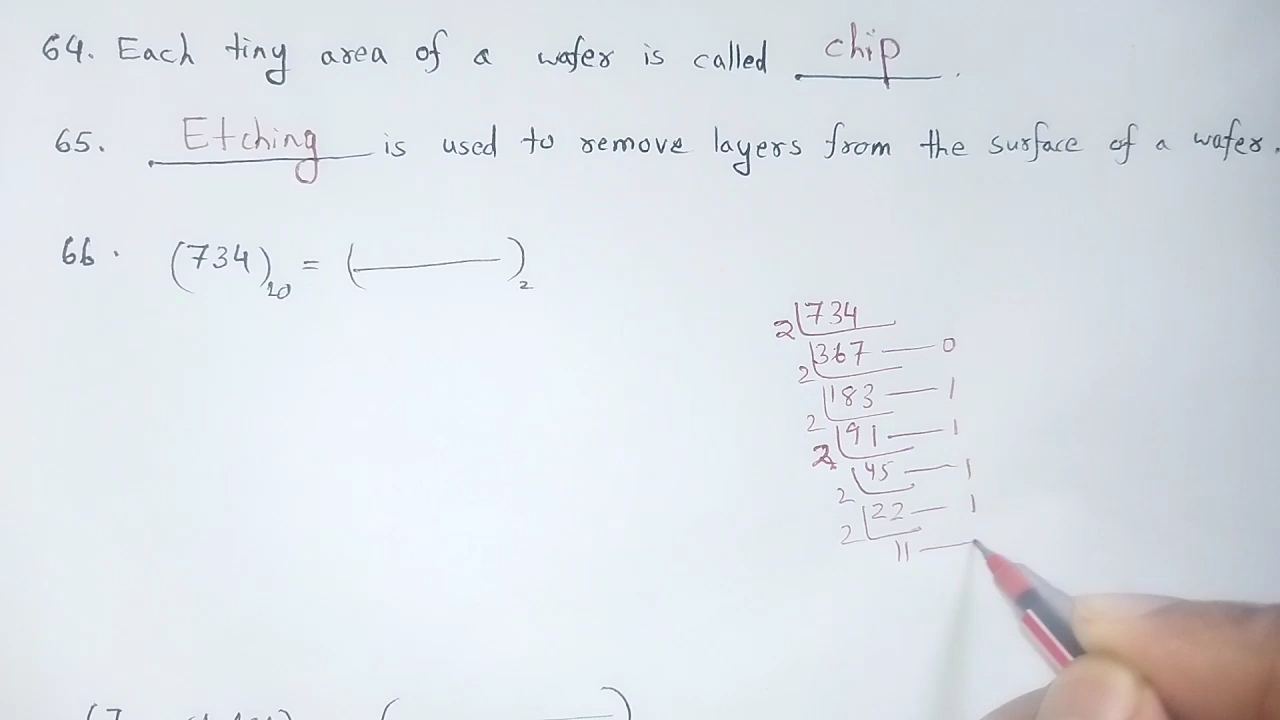 64. Each tiny area of a wafer is called chip.
65. Etching is used to remove layers from the surface of a wafer.
66. (734)10 = (______)2
2 734
2 367 — 0
2 183 — 1
2 91 — 1
2 45 — 1
2 22 — 1
11 —